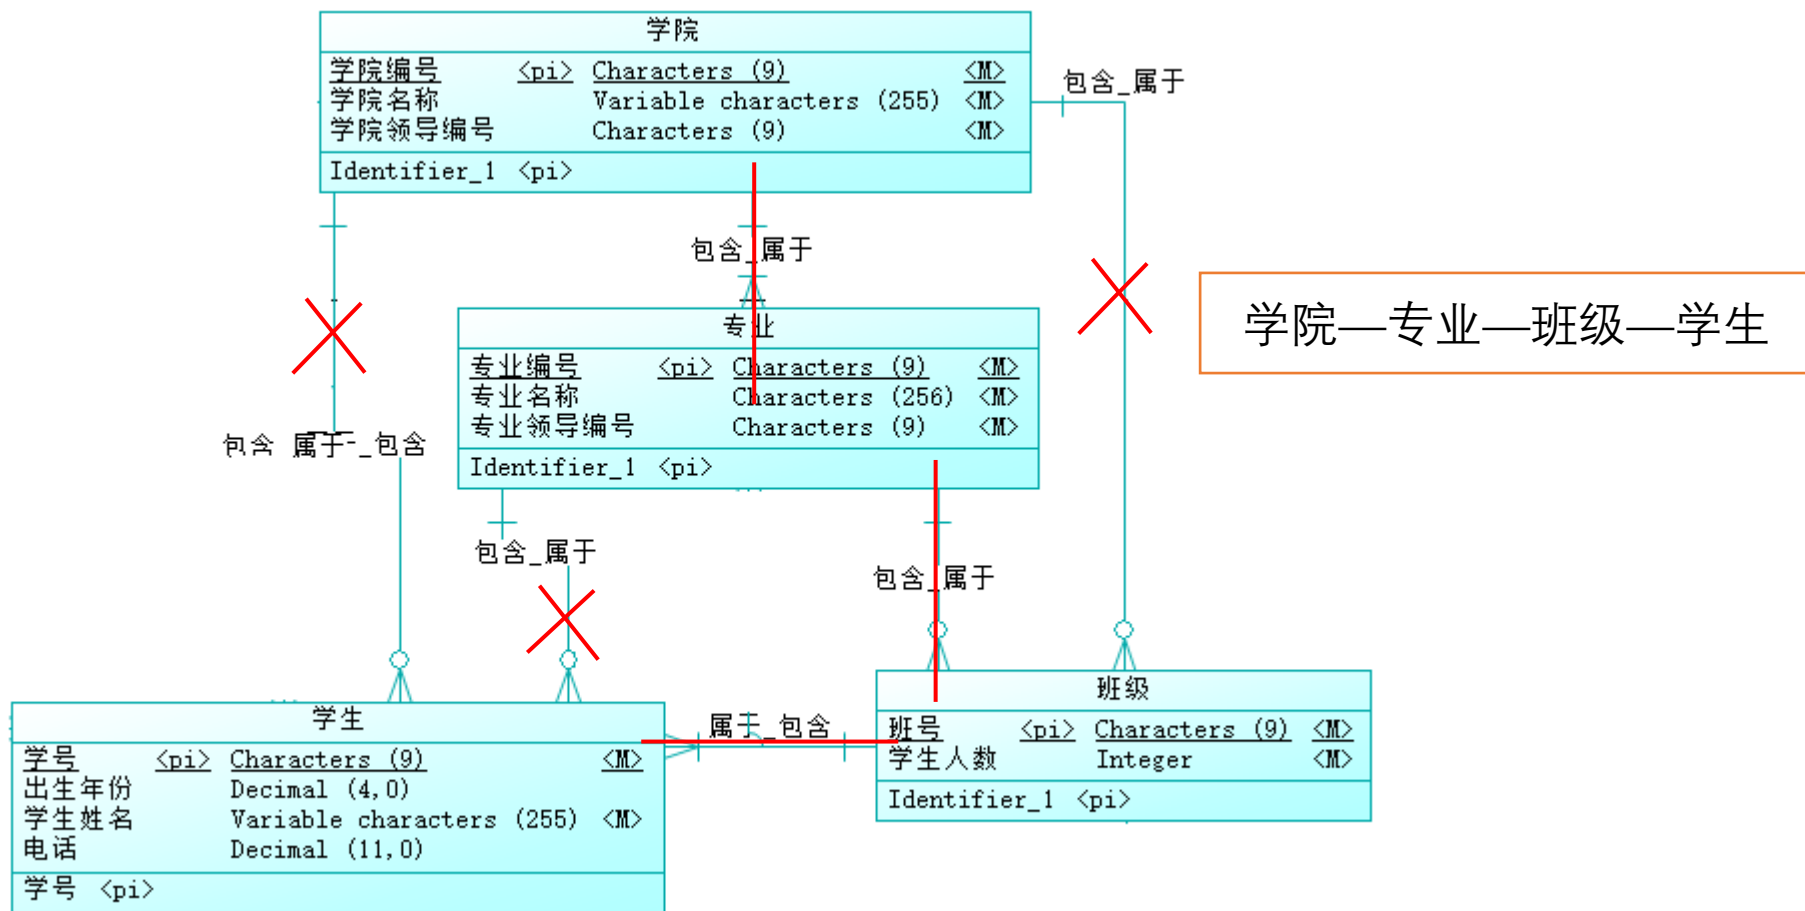 学院
学院编号 <pi> Characters (9) <M>
学院名称 Variable characters (255) <M>
学院领导编号 Characters (9) <M>
Identifier_1 <pi>
包含_属于
包含_属于
学院—专业—班级—学生
专业
专业编号 <pi> Characters (9) <M>
专业名称 Characters (256) <M>
专业领导编号 Characters (9) <M>
Identifier_1 <pi>
包含 属于 _包含
包含_属于
包含_属于
学生
学号 <pi> Characters (9) <M>
出生年份 Decimal (4,0)
学生姓名 Variable characters (255) <M>
电话 Decimal (11,0)
学号 <pi>
属于_包含
班级
班号 <pi> Characters (9) <M>
学生人数 Integer <M>
Identifier_1 <pi>